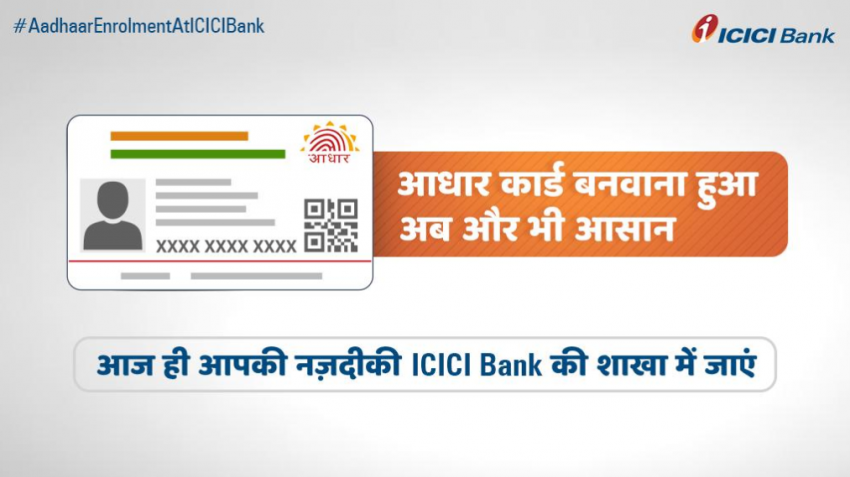 #AadhaarEnrolmentAtICICIBank
ICICI Bank
आधार
XXXX XXXX XXXX
आधार कार्ड बनवाना हुआ
अब और भी आसान
आज ही आपकी नज़दीकी ICICI Bank की शाखा में जाएं